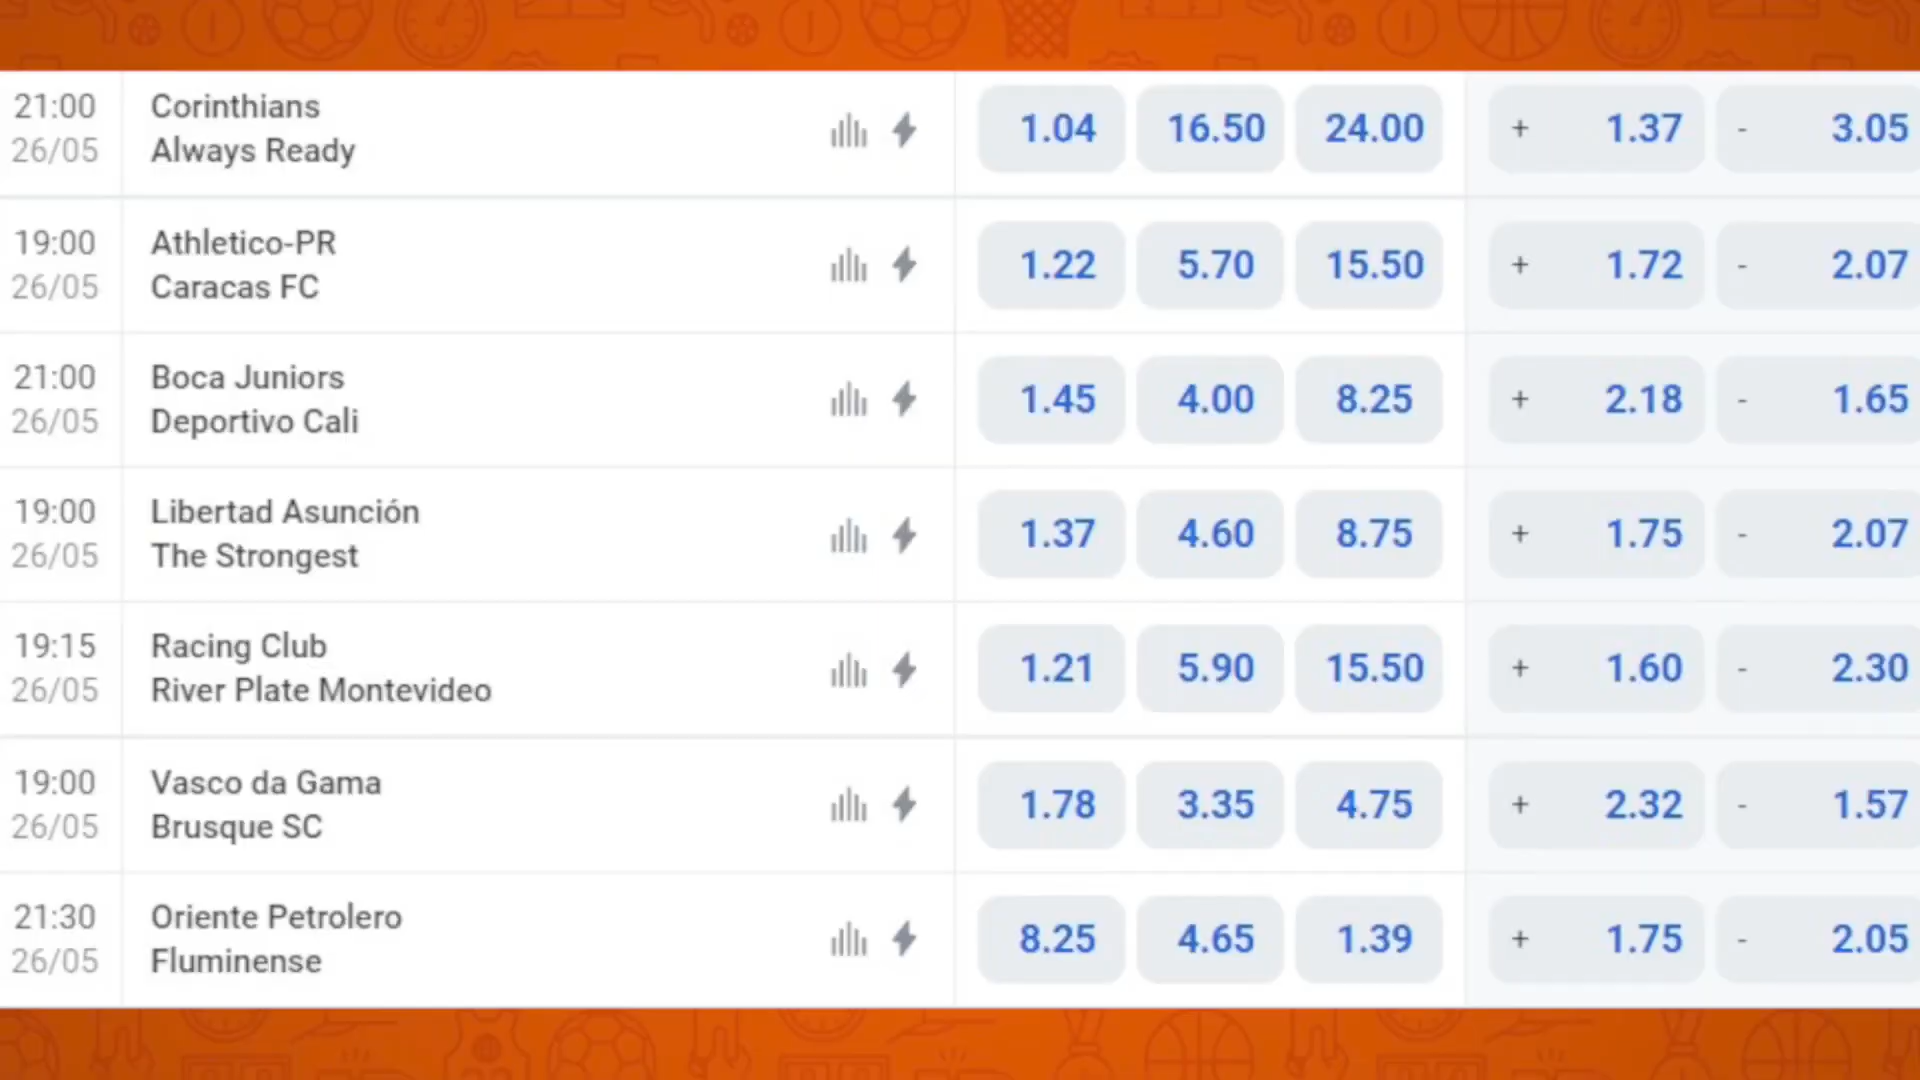 21:00 Corinthians 1.04 16.50 24.00 + 1.37 - 3.05
26/05 Always Ready
19:00 Athletico-PR 1.22 5.70 15.50 + 1.72 - 2.07
26/05 Caracas FC
21:00 Boca Juniors 1.45 4.00 8.25 + 2.18 - 1.65
26/05 Deportivo Cali
19:00 Libertad Asunción 1.37 4.60 8.75 + 1.75 - 2.07
26/05 The Strongest
19:15 Racing Club 1.21 5.90 15.50 + 1.60 - 2.30
26/05 River Plate Montevideo
19:00 Vasco da Gama 1.78 3.35 4.75 + 2.32 - 1.57
26/05 Brusque SC
21:30 Oriente Petrolero 8.25 4.65 1.39 + 1.75 - 2.05
26/05 Fluminense